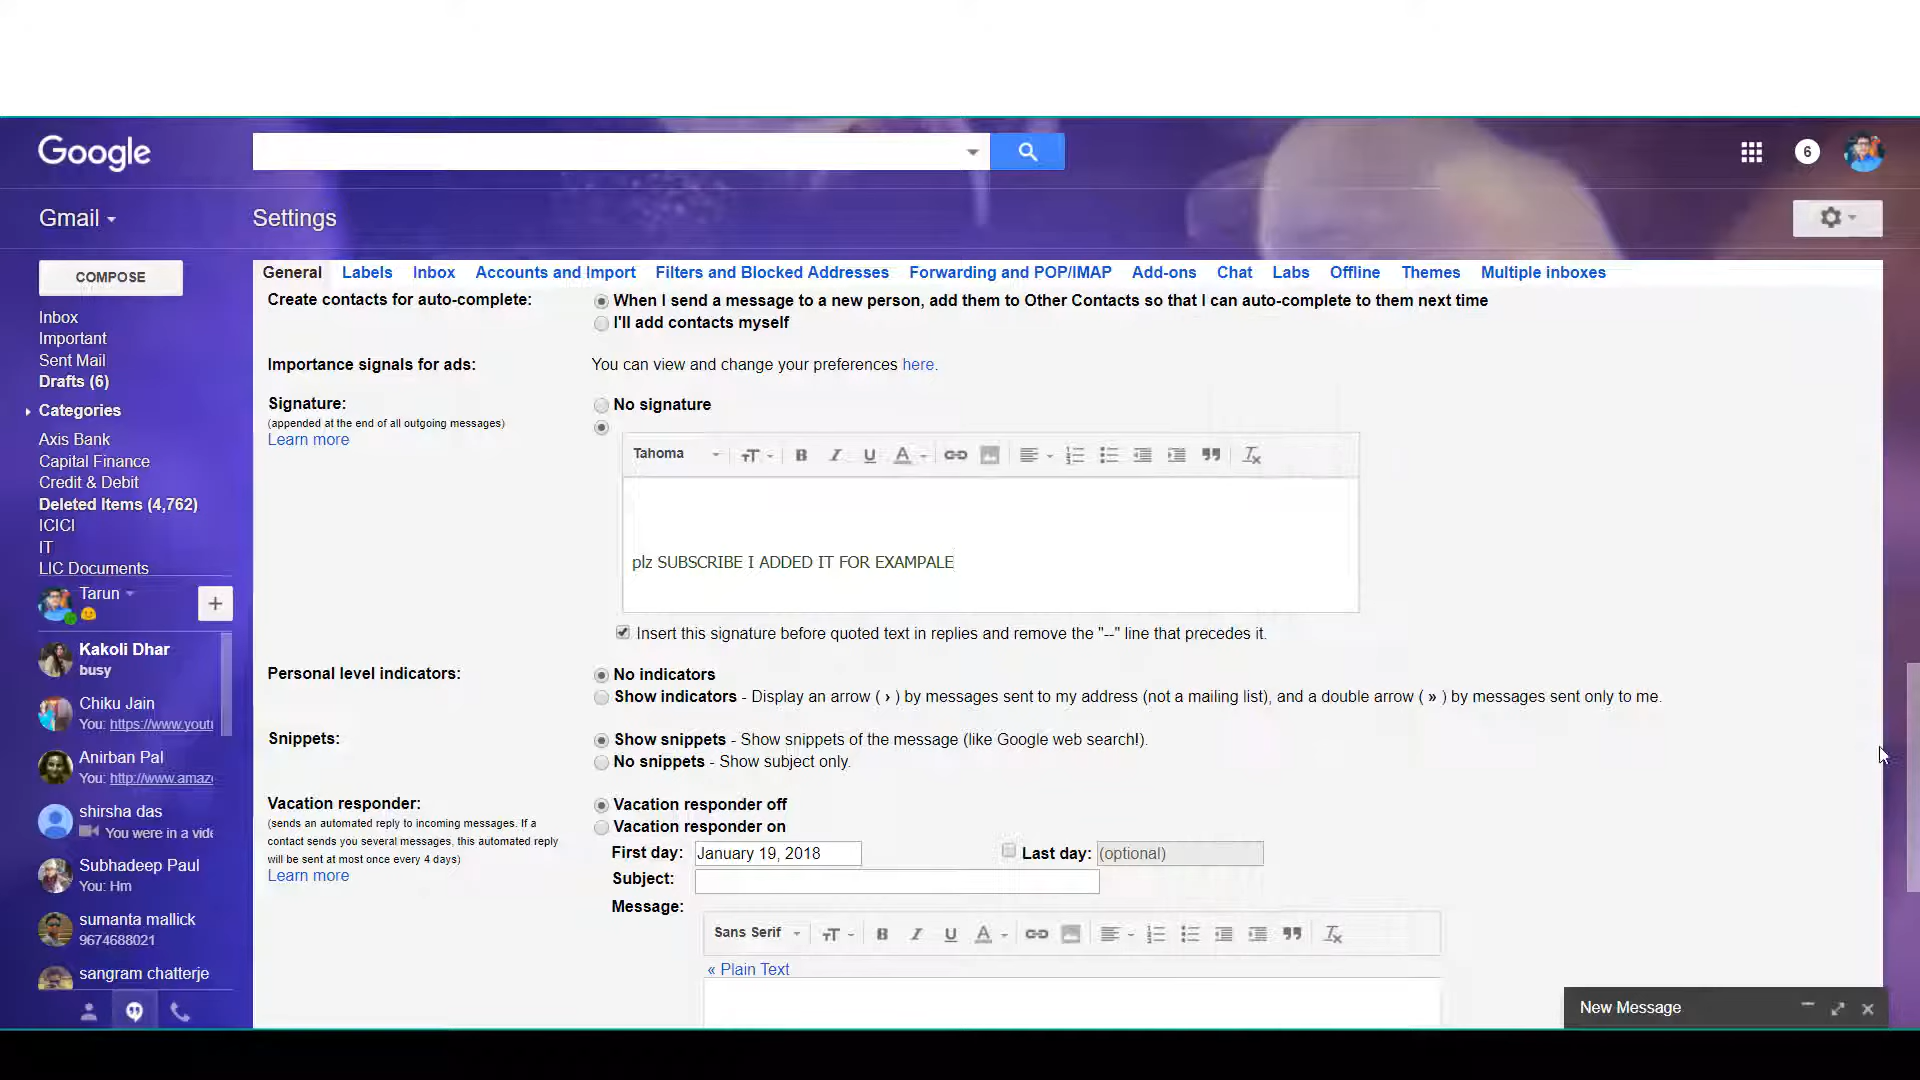 Google
6
Gmail
Settings
COMPOSE
General Labels Inbox Accounts and Import Filters and Blocked Addresses Forwarding and POP/IMAP Add-ons Chat Labs Offline Themes Multiple inboxes
Inbox
Important
Sent Mail
Drafts (6)
Categories
Axis Bank
Capital Finance
Credit & Debit
Deleted Items (4,762)
ICICI
IT
LIC Documents
Tarun
Kakoli Dhar
busy
Chiku Jain
You: https://www.youtu
Anirban Pal
You: http://www.amaz
shirsha das
You were in a vide
Subhadeep Paul
You: Hm
sumanta mallick
9674688021
sangram chatterje
Create contacts for auto-complete:
When I send a message to a new person, add them to Other Contacts so that I can auto-complete to them next time
I'll add contacts myself
Importance signals for ads:
You can view and change your preferences here.
Signature:
(appended at the end of all outgoing messages)
Learn more
No signature
Tahoma
plz SUBSCRIBE I ADDED IT FOR EXAMPALE
Insert this signature before quoted text in replies and remove the "--" line that precedes it.
Personal level indicators:
No indicators
Show indicators - Display an arrow ( › ) by messages sent to my address (not a mailing list), and a double arrow ( » ) by messages sent only to me.
Snippets:
Show snippets - Show snippets of the message (like Google web search!).
No snippets - Show subject only.
Vacation responder:
(sends an automated reply to incoming messages. If a
contact sends you several messages, this automated reply
will be sent at most once every 4 days)
Learn more
Vacation responder off
Vacation responder on
First day: January 19, 2018 Last day: (optional)
Subject:
Message:
Sans Serif
« Plain Text
New Message